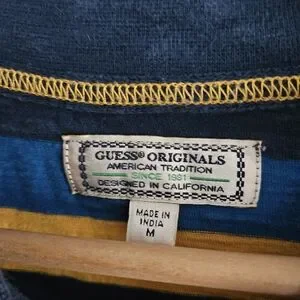 GUESS® ORIGINALS
AMERICAN TRADITION
SINCE 1981
DESIGNED IN CALIFORNIA
MADE IN
INDIA
M